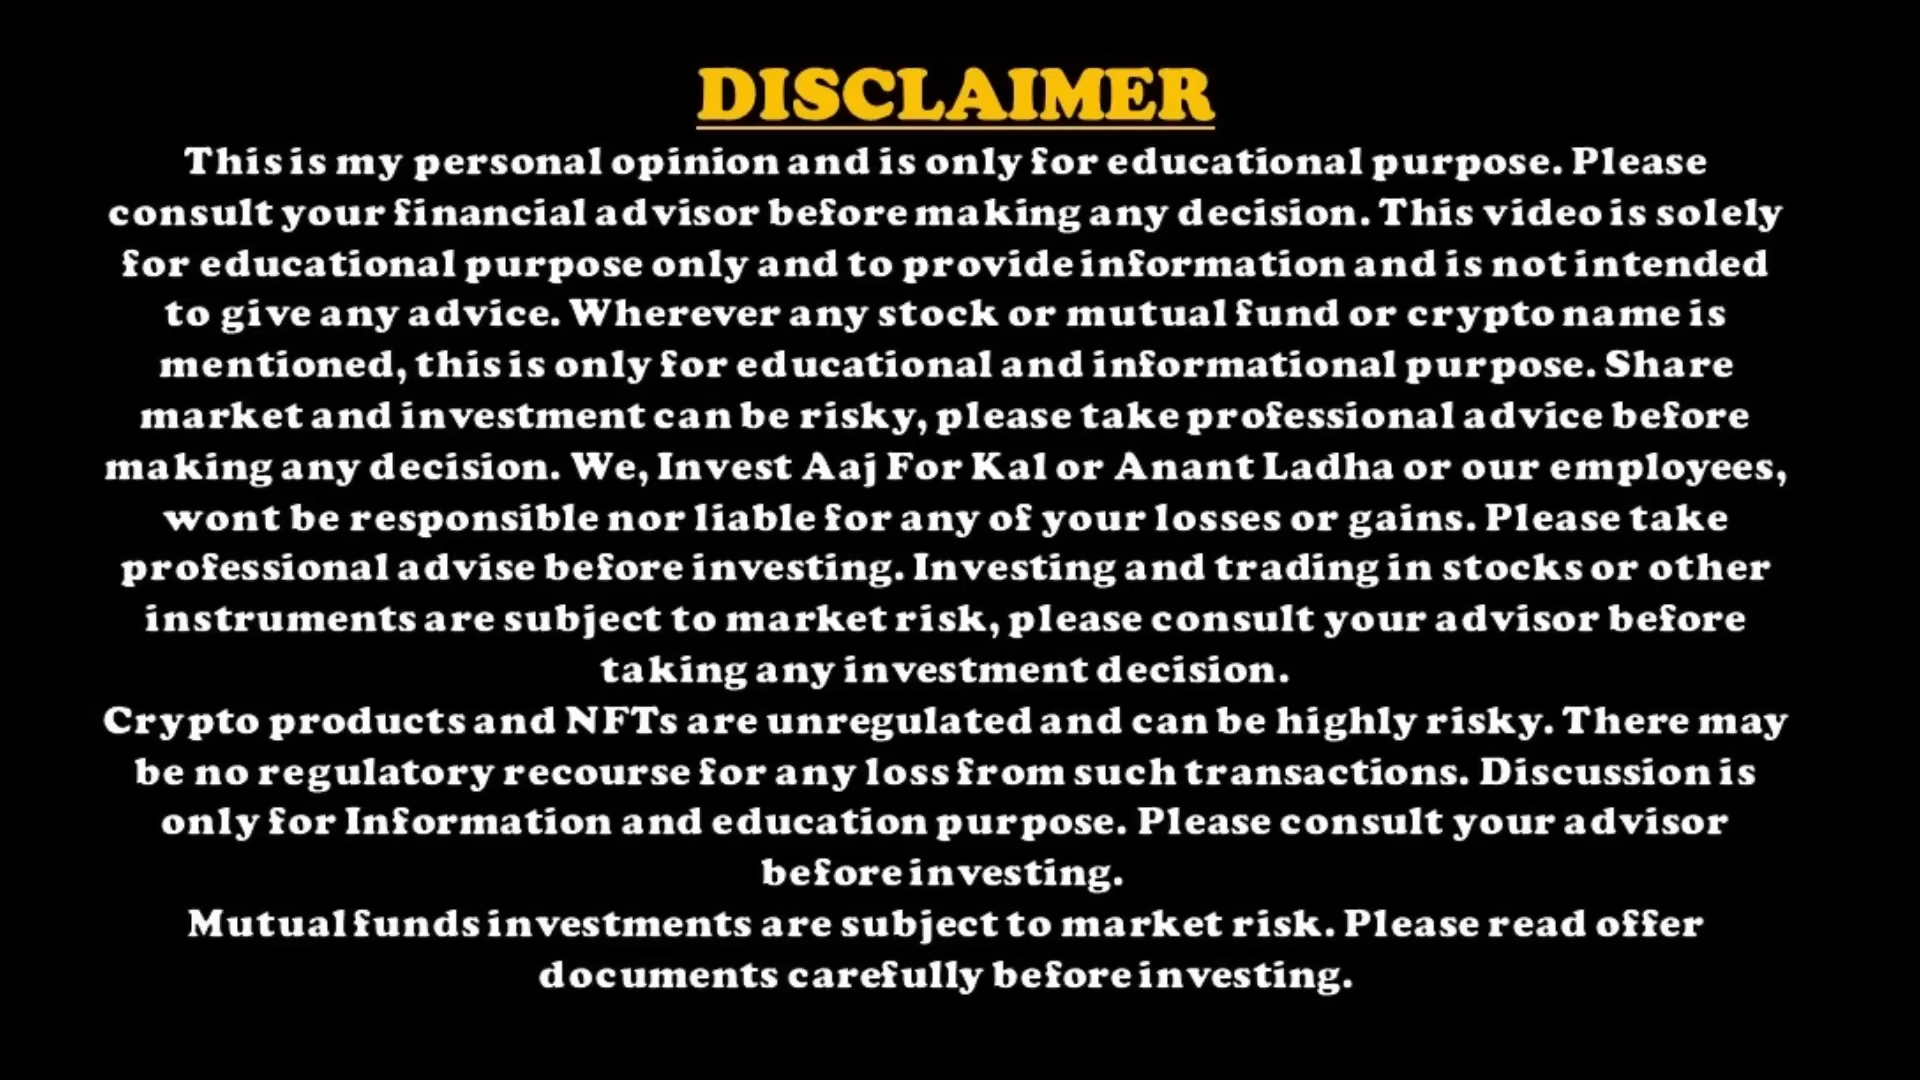 DISCLAIMER
This is my personal opinion and is only for educational purpose. Please
consult your financial advisor before making any decision. This video is solely
for educational purpose only and to provide information and is not intended
to give any advice. Wherever any stock or mutual fund or crypto name is
mentioned, this is only for educational and informational purpose. Share
market and investment can be risky, please take professional advice before
making any decision. We, Invest Aaj For Kal or Anant Ladha or our employees,
wont be responsible nor liable for any of your losses or gains. Please take
professional advise before investing. Investing and trading in stocks or other
instruments are subject to market risk, please consult your advisor before
taking any investment decision.
Crypto products and NFTs are unregulated and can be highly risky. There may
be no regulatory recourse for any loss from such transactions. Discussion is
only for Information and education purpose. Please consult your advisor
before investing.
Mutual funds investments are subject to market risk. Please read offer
documents carefully before investing.